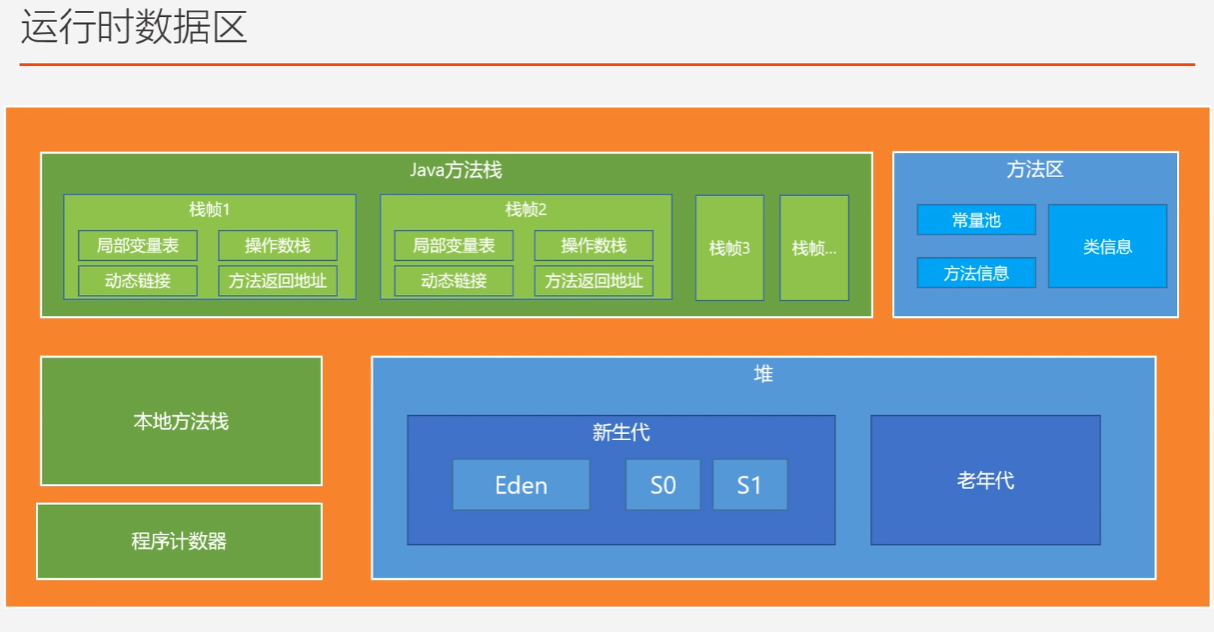 运行时数据区
Java方法栈
栈帧1
局部变量表
操作数栈
动态链接
方法返回地址
栈帧2
局部变量表
操作数栈
动态链接
方法返回地址
栈帧3
栈帧...
方法区
常量池
方法信息
类信息
本地方法栈
程序计数器
堆
新生代
Eden
S0
S1
老年代